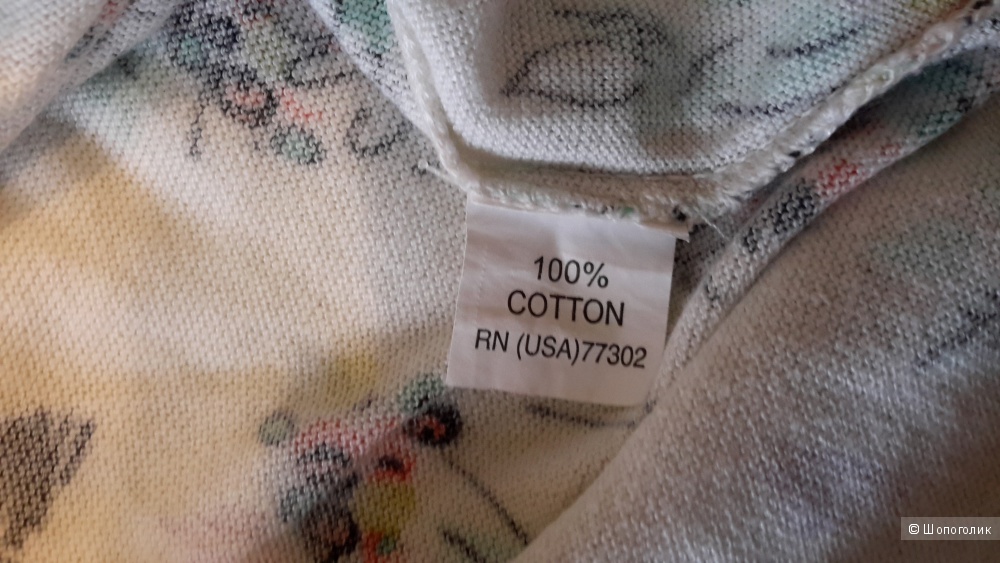 100%
COTTON
RN (USA)77302
© Шопоголик